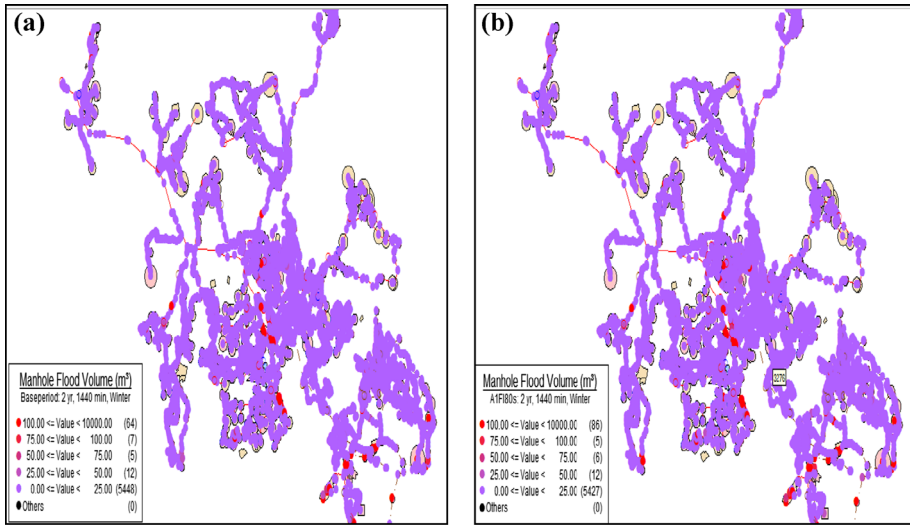 (a)
Manhole Flood Volume (m³)
Baseperiod: 2 yr, 1440 min, Winter
100.00 <= Value < 10000.00 (64)
75.00 <= Value < 100.00 (7)
50.00 <= Value < 75.00 (5)
25.00 <= Value < 50.00 (12)
0.00 <= Value < 25.00 (5448)
Others (0)
(b)
3276
Manhole Flood Volume (m³)
A1FI80s: 2 yr, 1440 min, Winter
100.00 <= Value < 10000.00 (86)
75.00 <= Value < 100.00 (5)
50.00 <= Value < 75.00 (6)
25.00 <= Value < 50.00 (12)
0.00 <= Value < 25.00 (5427)
Others (0)